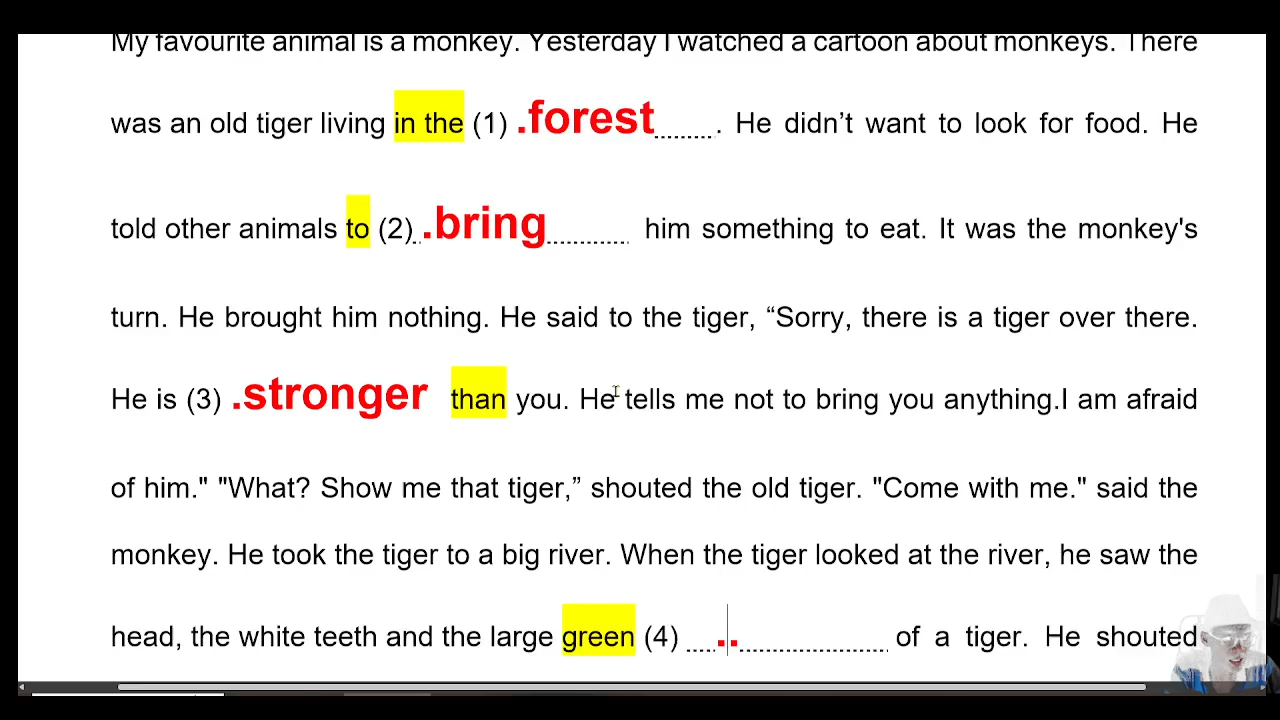 My favourite animal is a monkey. Yesterday I watched a cartoon about monkeys. There
was an old tiger living in the (1) .forest....... . He didn’t want to look for food. He
told other animals to (2) .bring.......... him something to eat. It was the monkey's
turn. He brought him nothing. He said to the tiger, “Sorry, there is a tiger over there.
He is (3) .stronger than you. He tells me not to bring you anything.I am afraid
of him." "What? Show me that tiger,” shouted the old tiger. "Come with me." said the
monkey. He took the tiger to a big river. When the tiger looked at the river, he saw the
head, the white teeth and the large green (4) ......................... of a tiger. He shouted